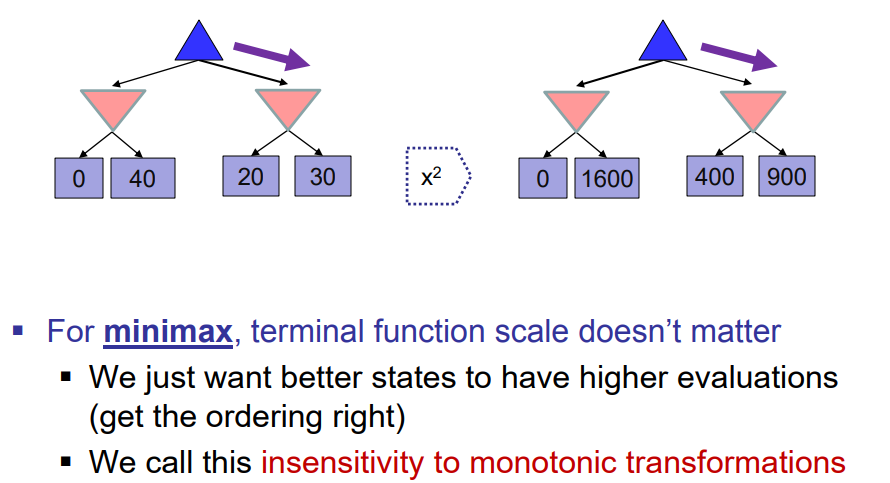 0 40 20 30 x² 0 1600 400 900
For minimax, terminal function scale doesn’t matter
We just want better states to have higher evaluations
(get the ordering right)
We call this insensitivity to monotonic transformations